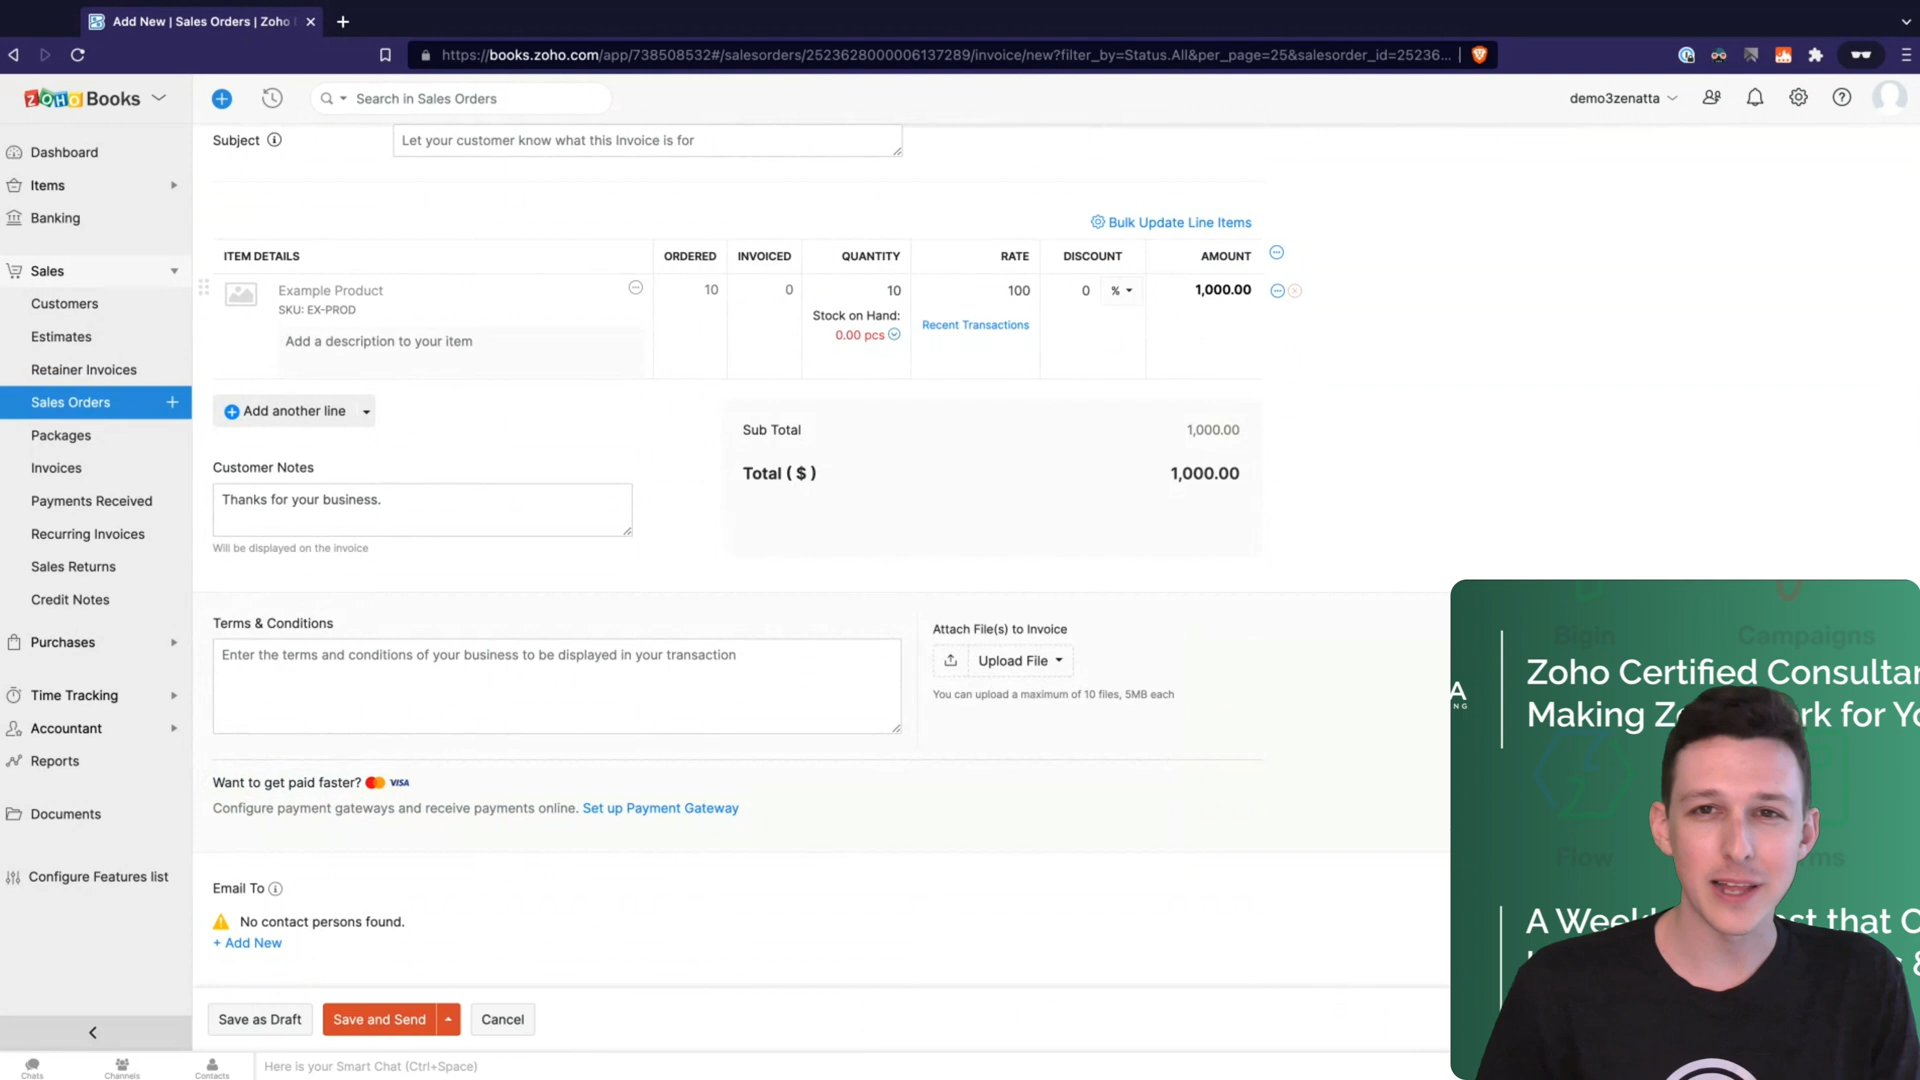 Add New | Sales Orders | Zoho
https://books.zoho.com/app/738508532#/salesorders/2523628000006137289/invoice/new?filter_by=Status.All&per_page=25&salesorder_id=25236...
ZOHO Books
Search in Sales Orders
demo3zenatta
Dashboard
Items
Banking
Sales
Customers
Estimates
Retainer Invoices
Sales Orders
Packages
Invoices
Payments Received
Recurring Invoices
Sales Returns
Credit Notes
Purchases
Time Tracking
Accountant
Reports
Documents
Configure Features list
Subject
Let your customer know what this Invoice is for
Bulk Update Line Items
ITEM DETAILS ORDERED INVOICED QUANTITY RATE DISCOUNT AMOUNT
Example Product 10 0 10 100 0 % 1,000.00
SKU: EX-PROD
Stock on Hand:
0.00 pcs
Recent Transactions
Add a description to your item
Add another line
Sub Total 1,000.00
Total ( $ ) 1,000.00
Customer Notes
Thanks for your business.
Will be displayed on the invoice
Terms & Conditions
Enter the terms and conditions of your business to be displayed in your transaction
Attach File(s) to Invoice
Upload File
You can upload a maximum of 10 files, 5MB each
Want to get paid faster? VISA
Configure payment gateways and receive payments online. Set up Payment Gateway
Email To
No contact persons found.
+ Add New
Save as Draft Save and Send Cancel
Chats Channels Contacts
Here is your Smart Chat (Ctrl+Space)
Bigin Campaigns
Zoho Certified Consultan
Making Z rk for Yo
A
NG
Flow ms
A Week st that C
&